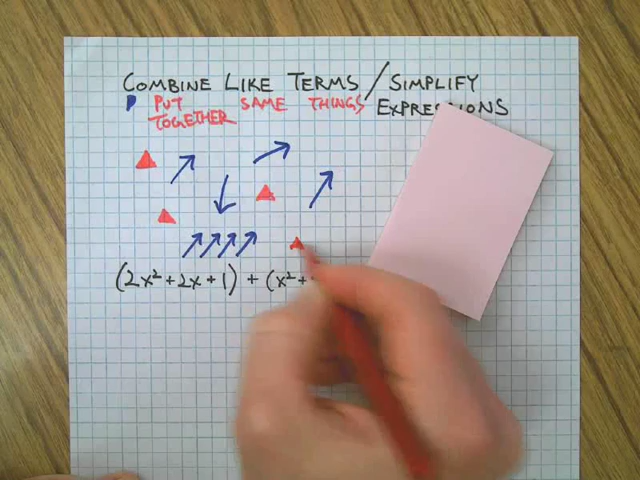 COMBINE LIKE TERMS / SIMPLIFY
EXPRESSIONS
PUT SAME THINGS
TOGETHER
(2x² + 2x + 1) + (x² +